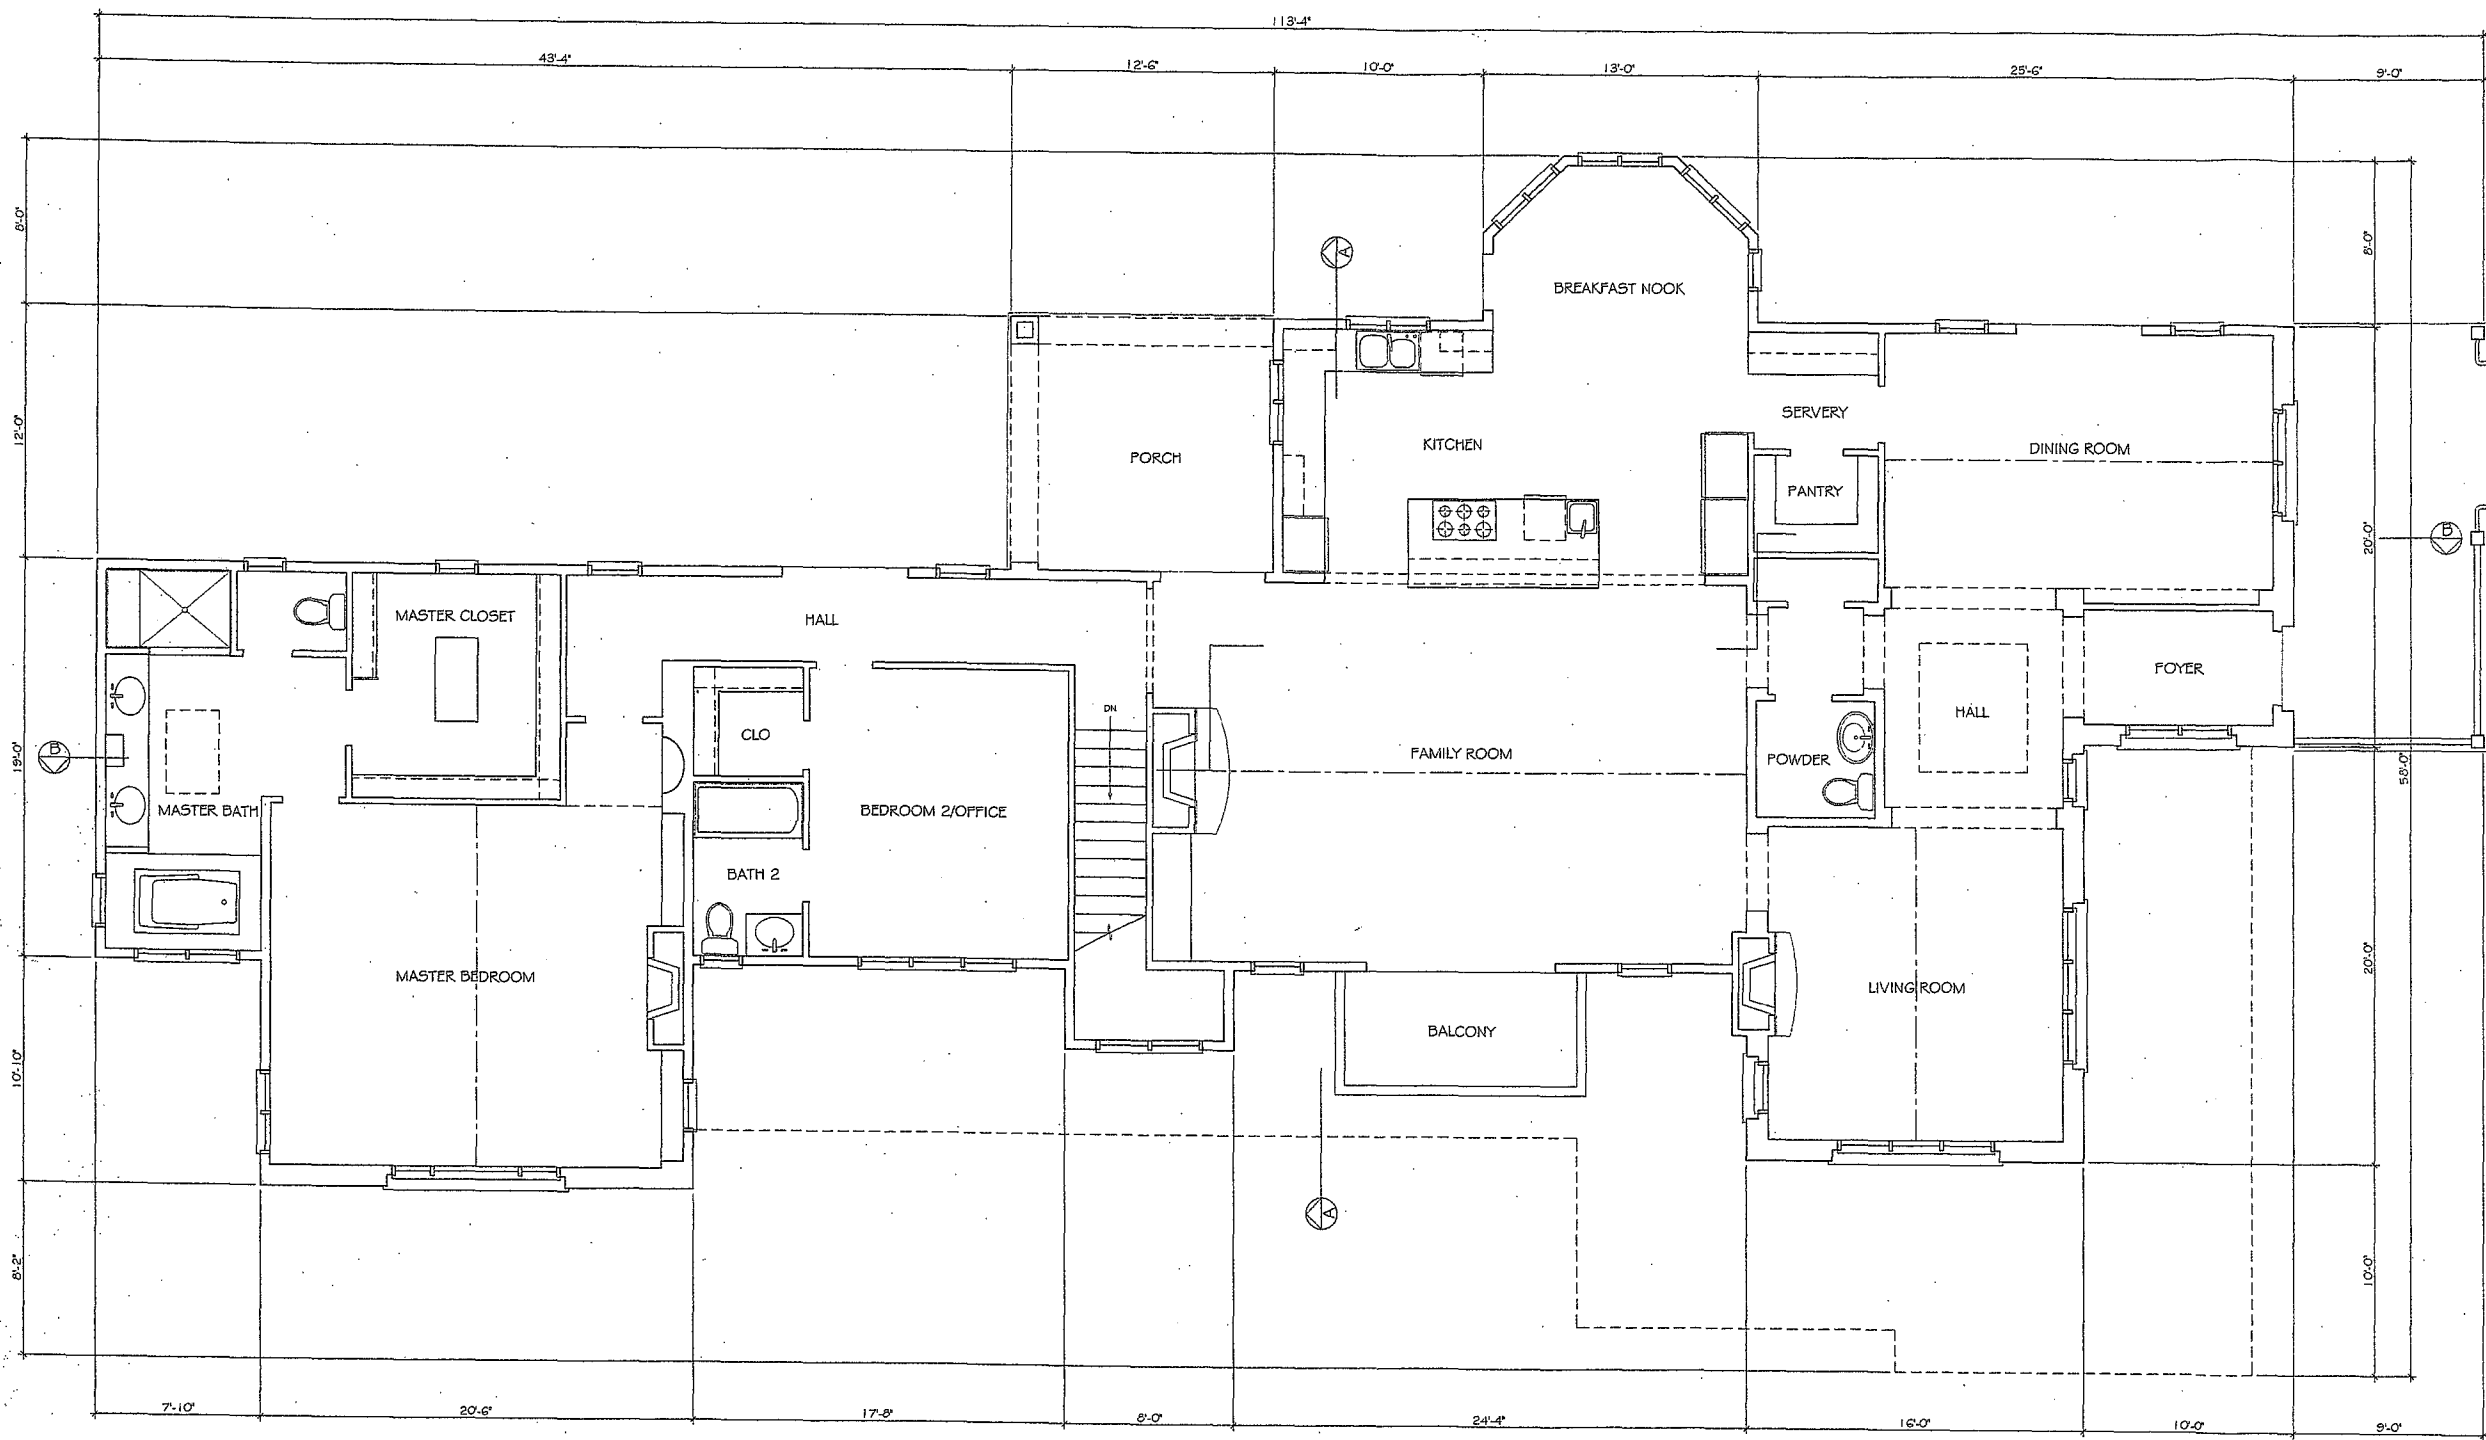 113'-4"
43'-4"
12'-6"
10'-0"
13'-0"
25'-6"
9'-0"
8'-0"
8'-0"
A
BREAKFAST NOOK
12'-0"
SERVERY
KITCHEN
DINING ROOM
PORCH
PANTRY
B
20'-0"
MASTER CLOSET
HALL
FOYER
DN
HALL
CLO
B
19'-0"
FAMILY ROOM
POWDER
58'-0"
MASTER BATH
BEDROOM 2/OFFICE
BATH 2
20'-0"
MASTER BEDROOM
LIVING ROOM
BALCONY
10'-10"
A
8'-2"
10'-0"
7'-10"
20'-6"
17'-8"
8'-0"
24'-4"
16'-0"
10'-0"
9'-0"